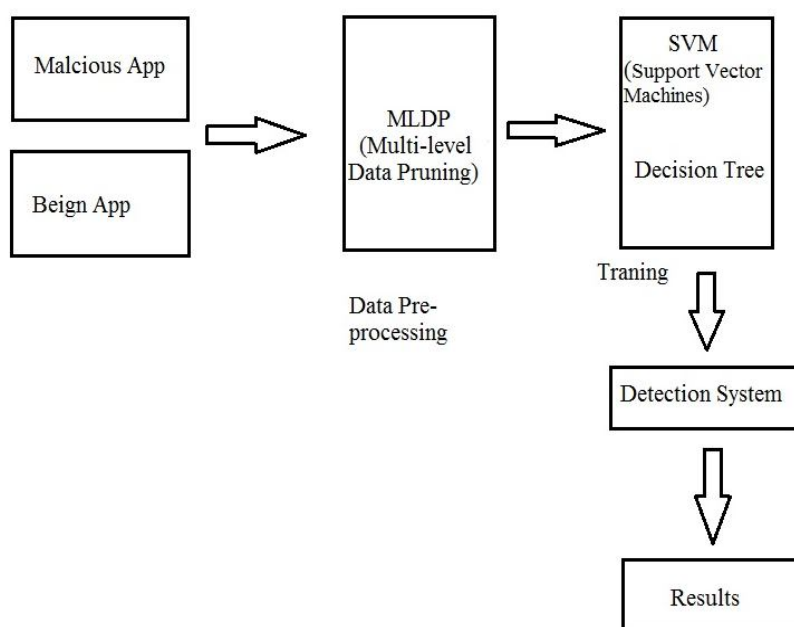 Malcious App
Beign App
MLDP
(Multi-level
Data Pruning)
Data Pre-
processing
SVM
(Support Vector
Machines)
Decision Tree
Traning
Detection System
Results